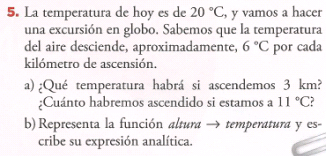 5. La temperatura de hoy es de 20 °C, y vamos a hacer
una excursión en globo. Sabemos que la temperatura
del aire desciende, aproximadamente, 6 °C por cada
kilómetro de ascensión.
a) ¿Qué temperatura habrá si ascendemos 3 km?
¿Cuánto habremos ascendido si estamos a 11 °C?
b) Representa la función altura → temperatura y es-
cribe su expresión analítica.